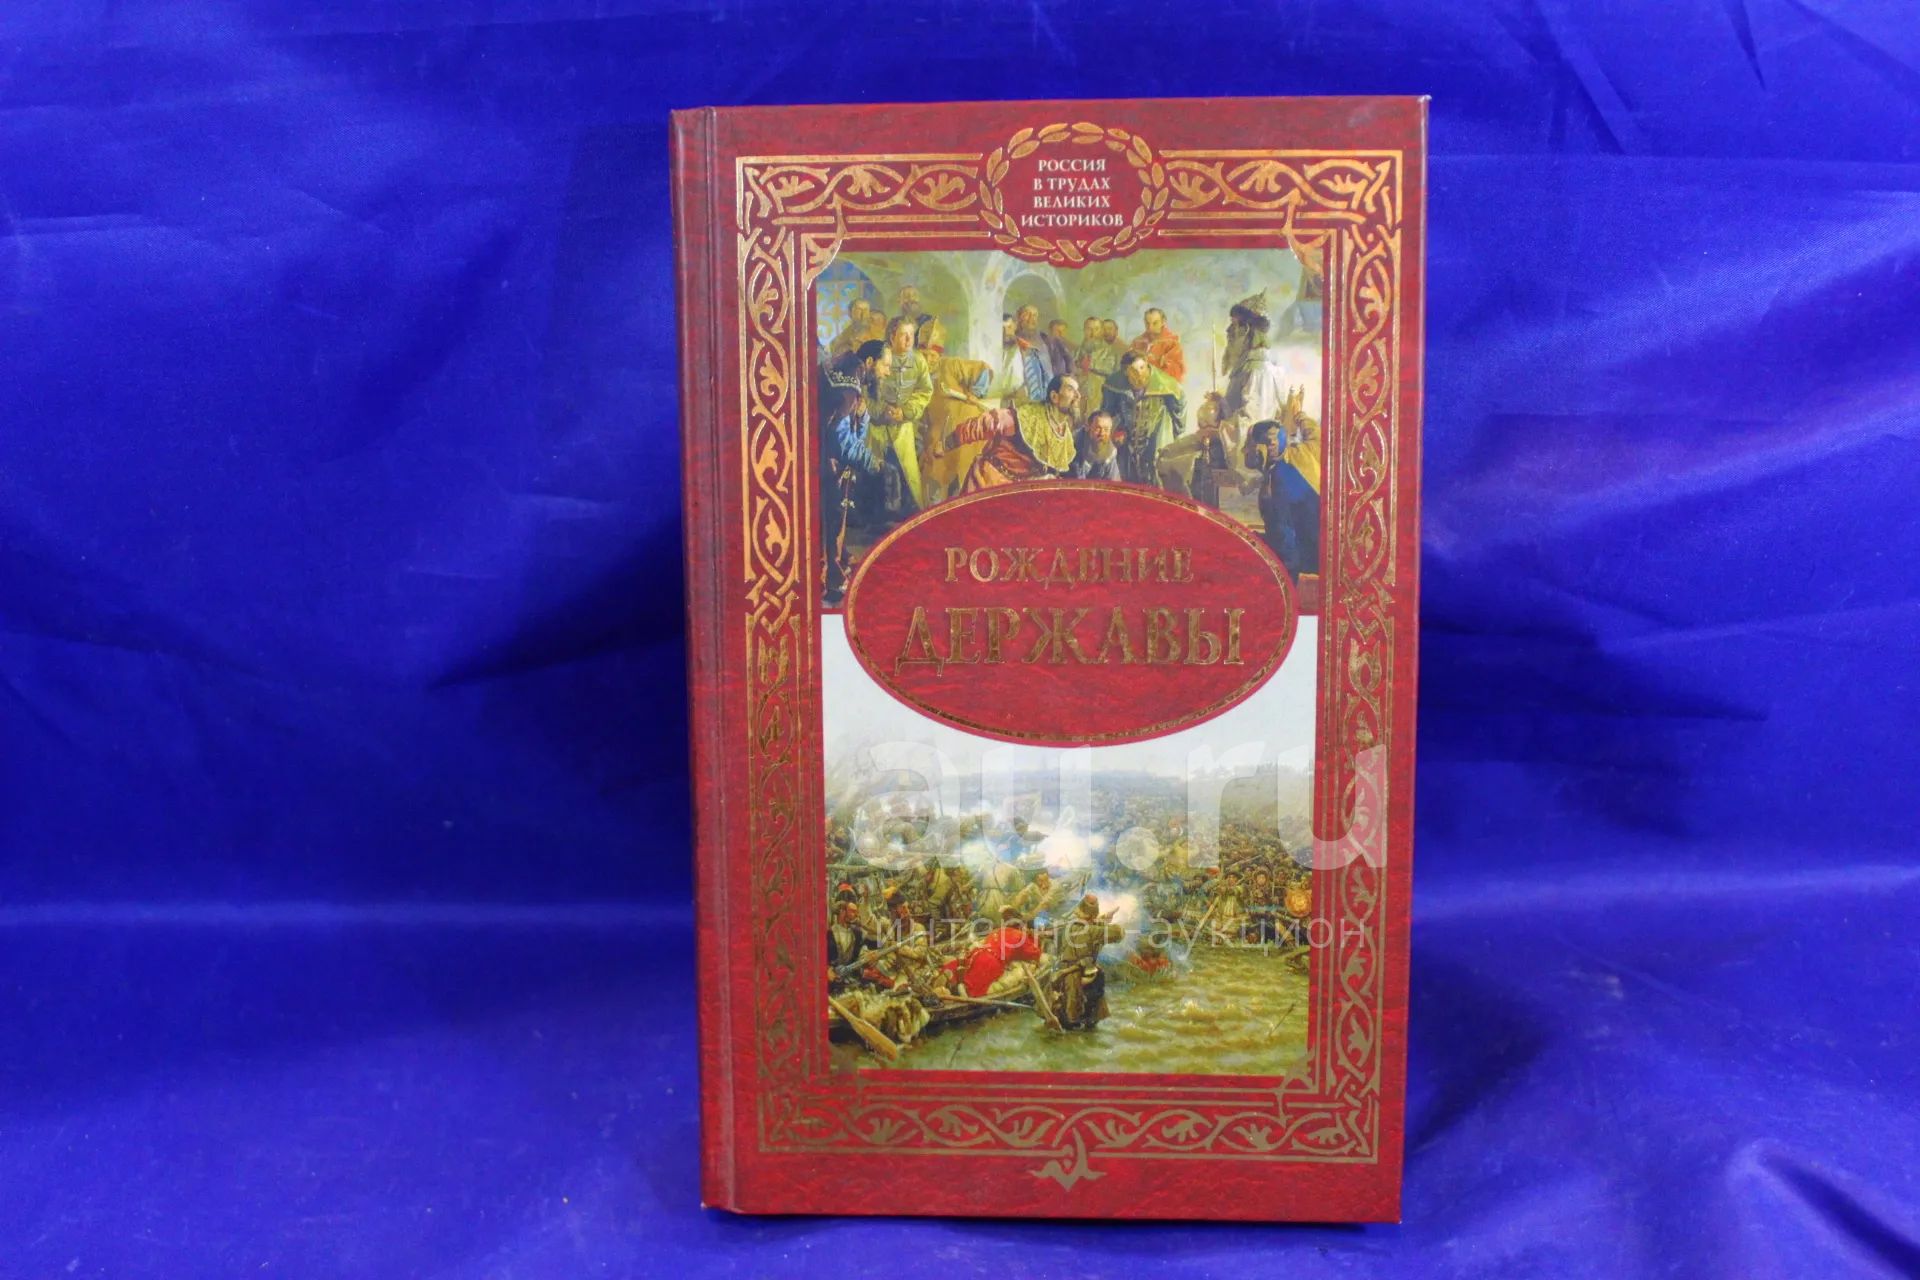 РОССИЯ
В ТРУДАХ
ВЕЛИКИХ
ИСТОРИКОВ
РОЖДЕНИЕ
ДЕРЖАВЫ
au.ru
интернет-аукцион